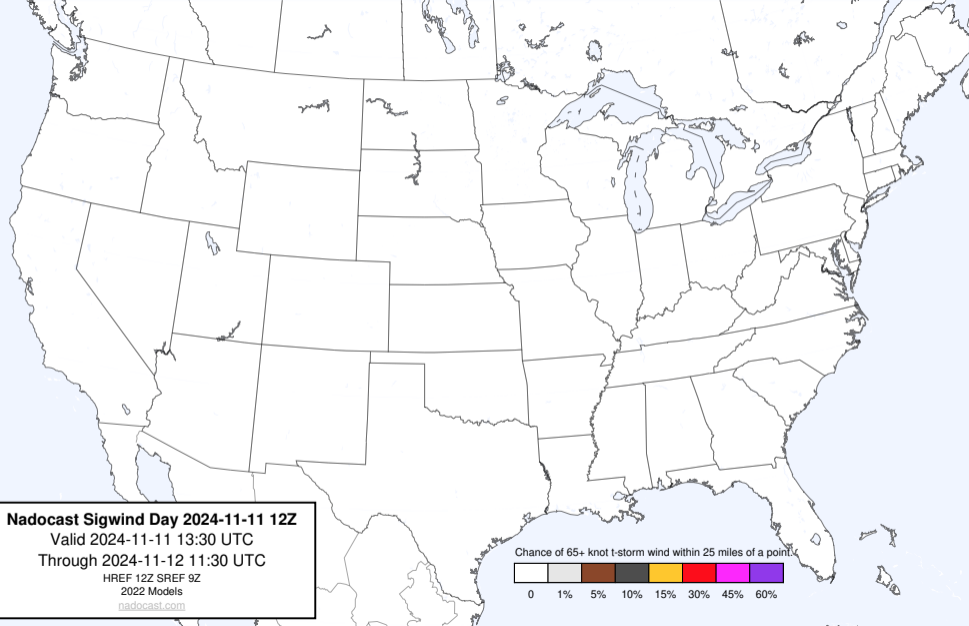 Nadocast Sigwind Day 2024-11-11 12Z
Valid 2024-11-11 13:30 UTC
Through 2024-11-12 11:30 UTC
HREF 12Z SREF 9Z
2022 Models
nadocast.com
Chance of 65+ knot t-storm wind within 25 miles of a point.
0 1% 5% 10% 15% 30% 45% 60%